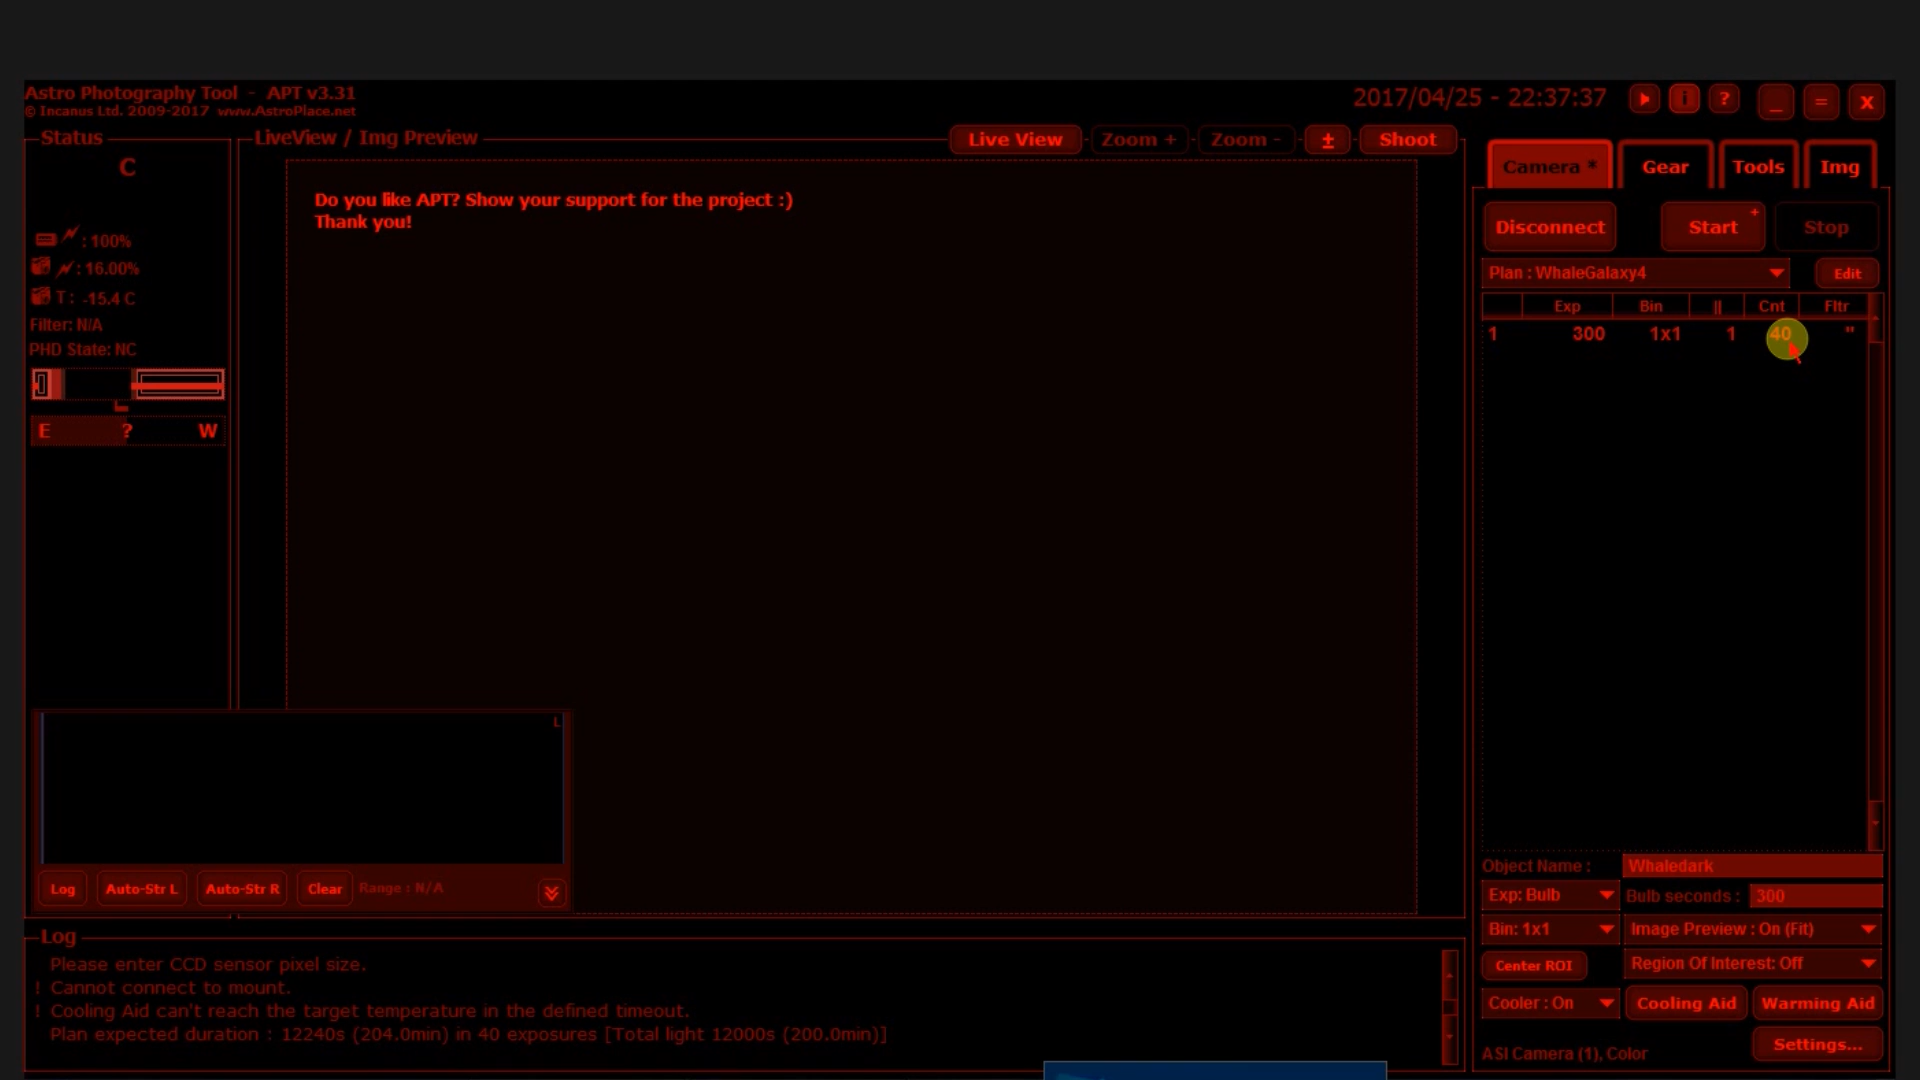 Astro Photography Tool - APT v3.31
© Incanus Ltd. 2009-2017 www.AstroPlace.net
2017/04/25 - 22:37:37
i ? _ = x
Status
C
: 100%
: 16.00%
T : -15.4 C
Filter: N/A
PHD State: NC
E ? W
LiveView / Img Preview
Live View Zoom + Zoom - ± Shoot
Do you like APT? Show your support for the project :)
Thank you!
L
Log Auto-Str L Auto-Str R Clear Range : N/A
Camera * Gear Tools Img
Disconnect Start + Stop
Plan : WhaleGalaxy4 Edit
Exp Bin || Cnt Fltr
1 300 1x1 1 40 "
Object Name : Whaledark
Exp: Bulb Bulb seconds : 300
Bin: 1x1 Image Preview : On (Fit)
Center ROI Region Of Interest: Off
Cooler : On Cooling Aid Warming Aid
ASI Camera (1), Color Settings...
Log
Please enter CCD sensor pixel size.
! Cannot connect to mount.
! Cooling Aid can't reach the target temperature in the defined timeout.
Plan expected duration : 12240s (204.0min) in 40 exposures [Total light 12000s (200.0min)]